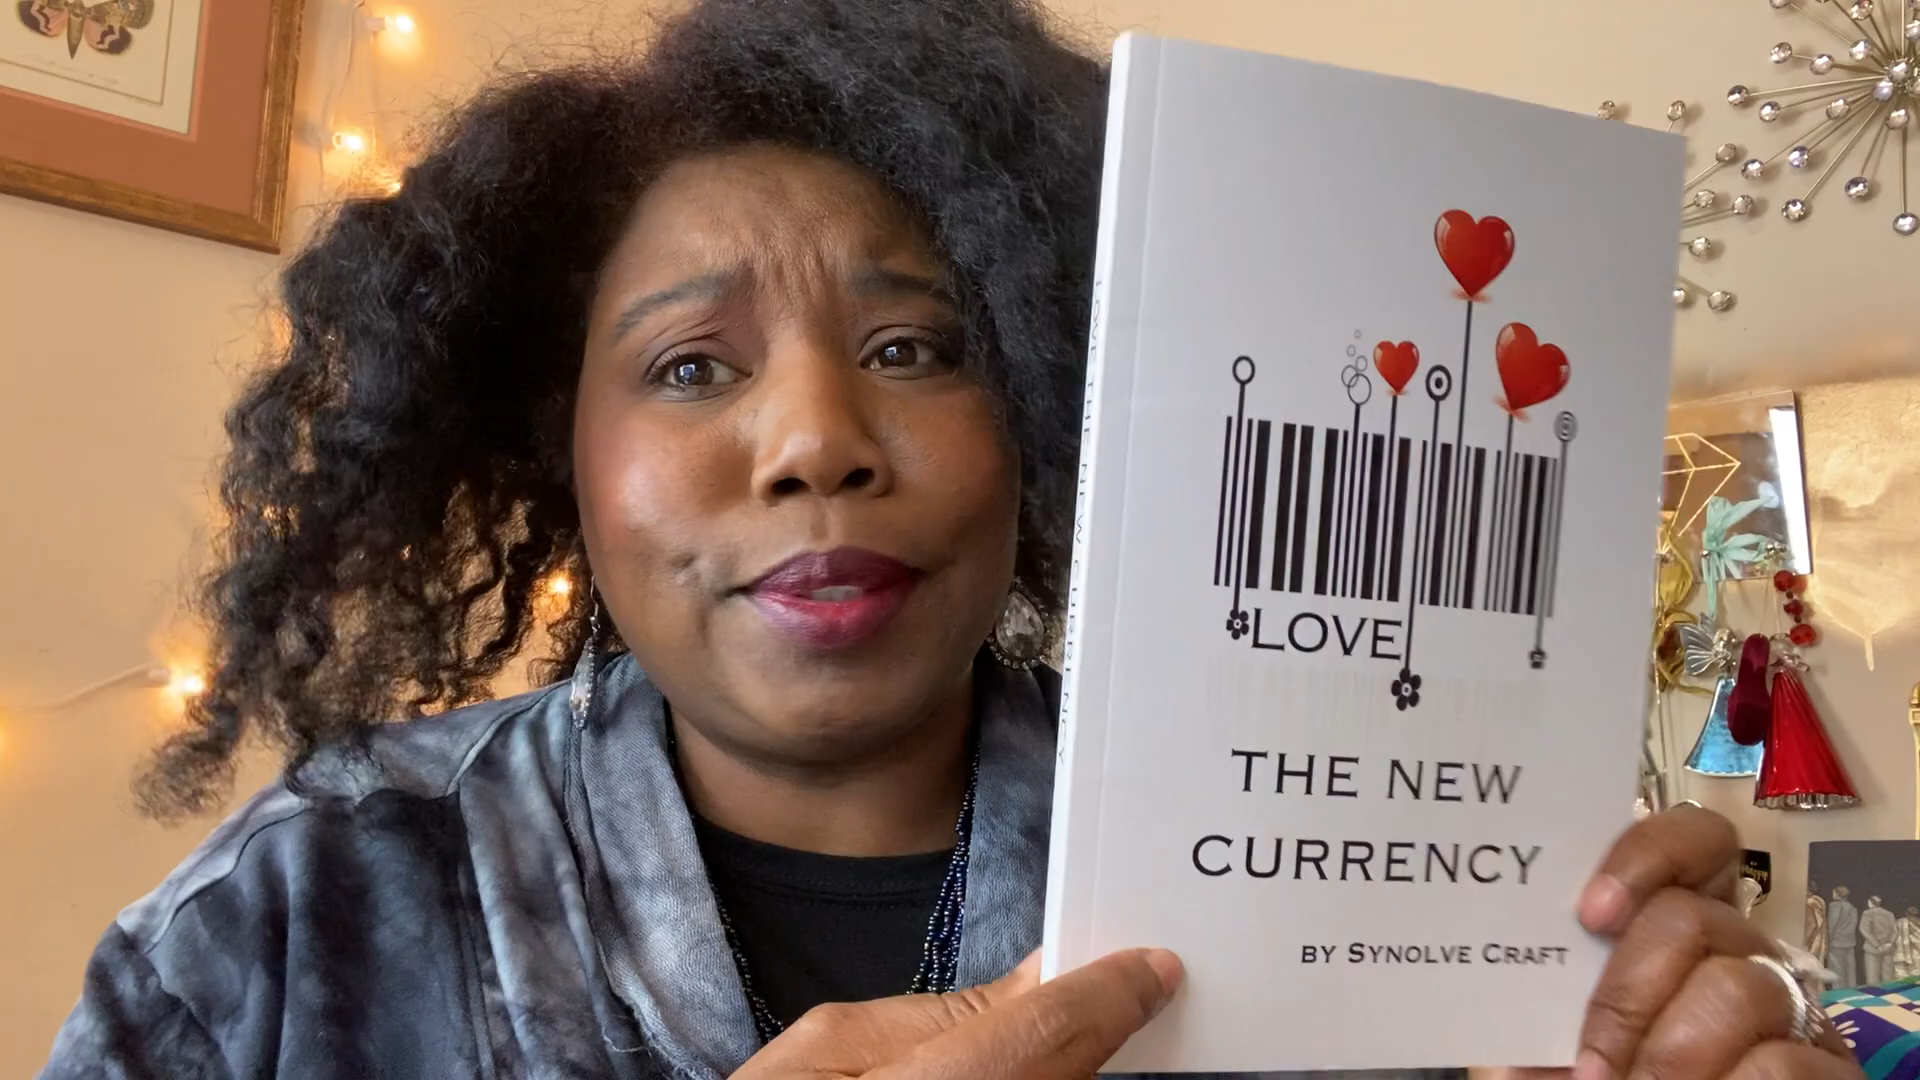 LOVE
THE NEW
CURRENCY
BY SYNOLVE CRAFT
LOVE THE NEW CURRENCY